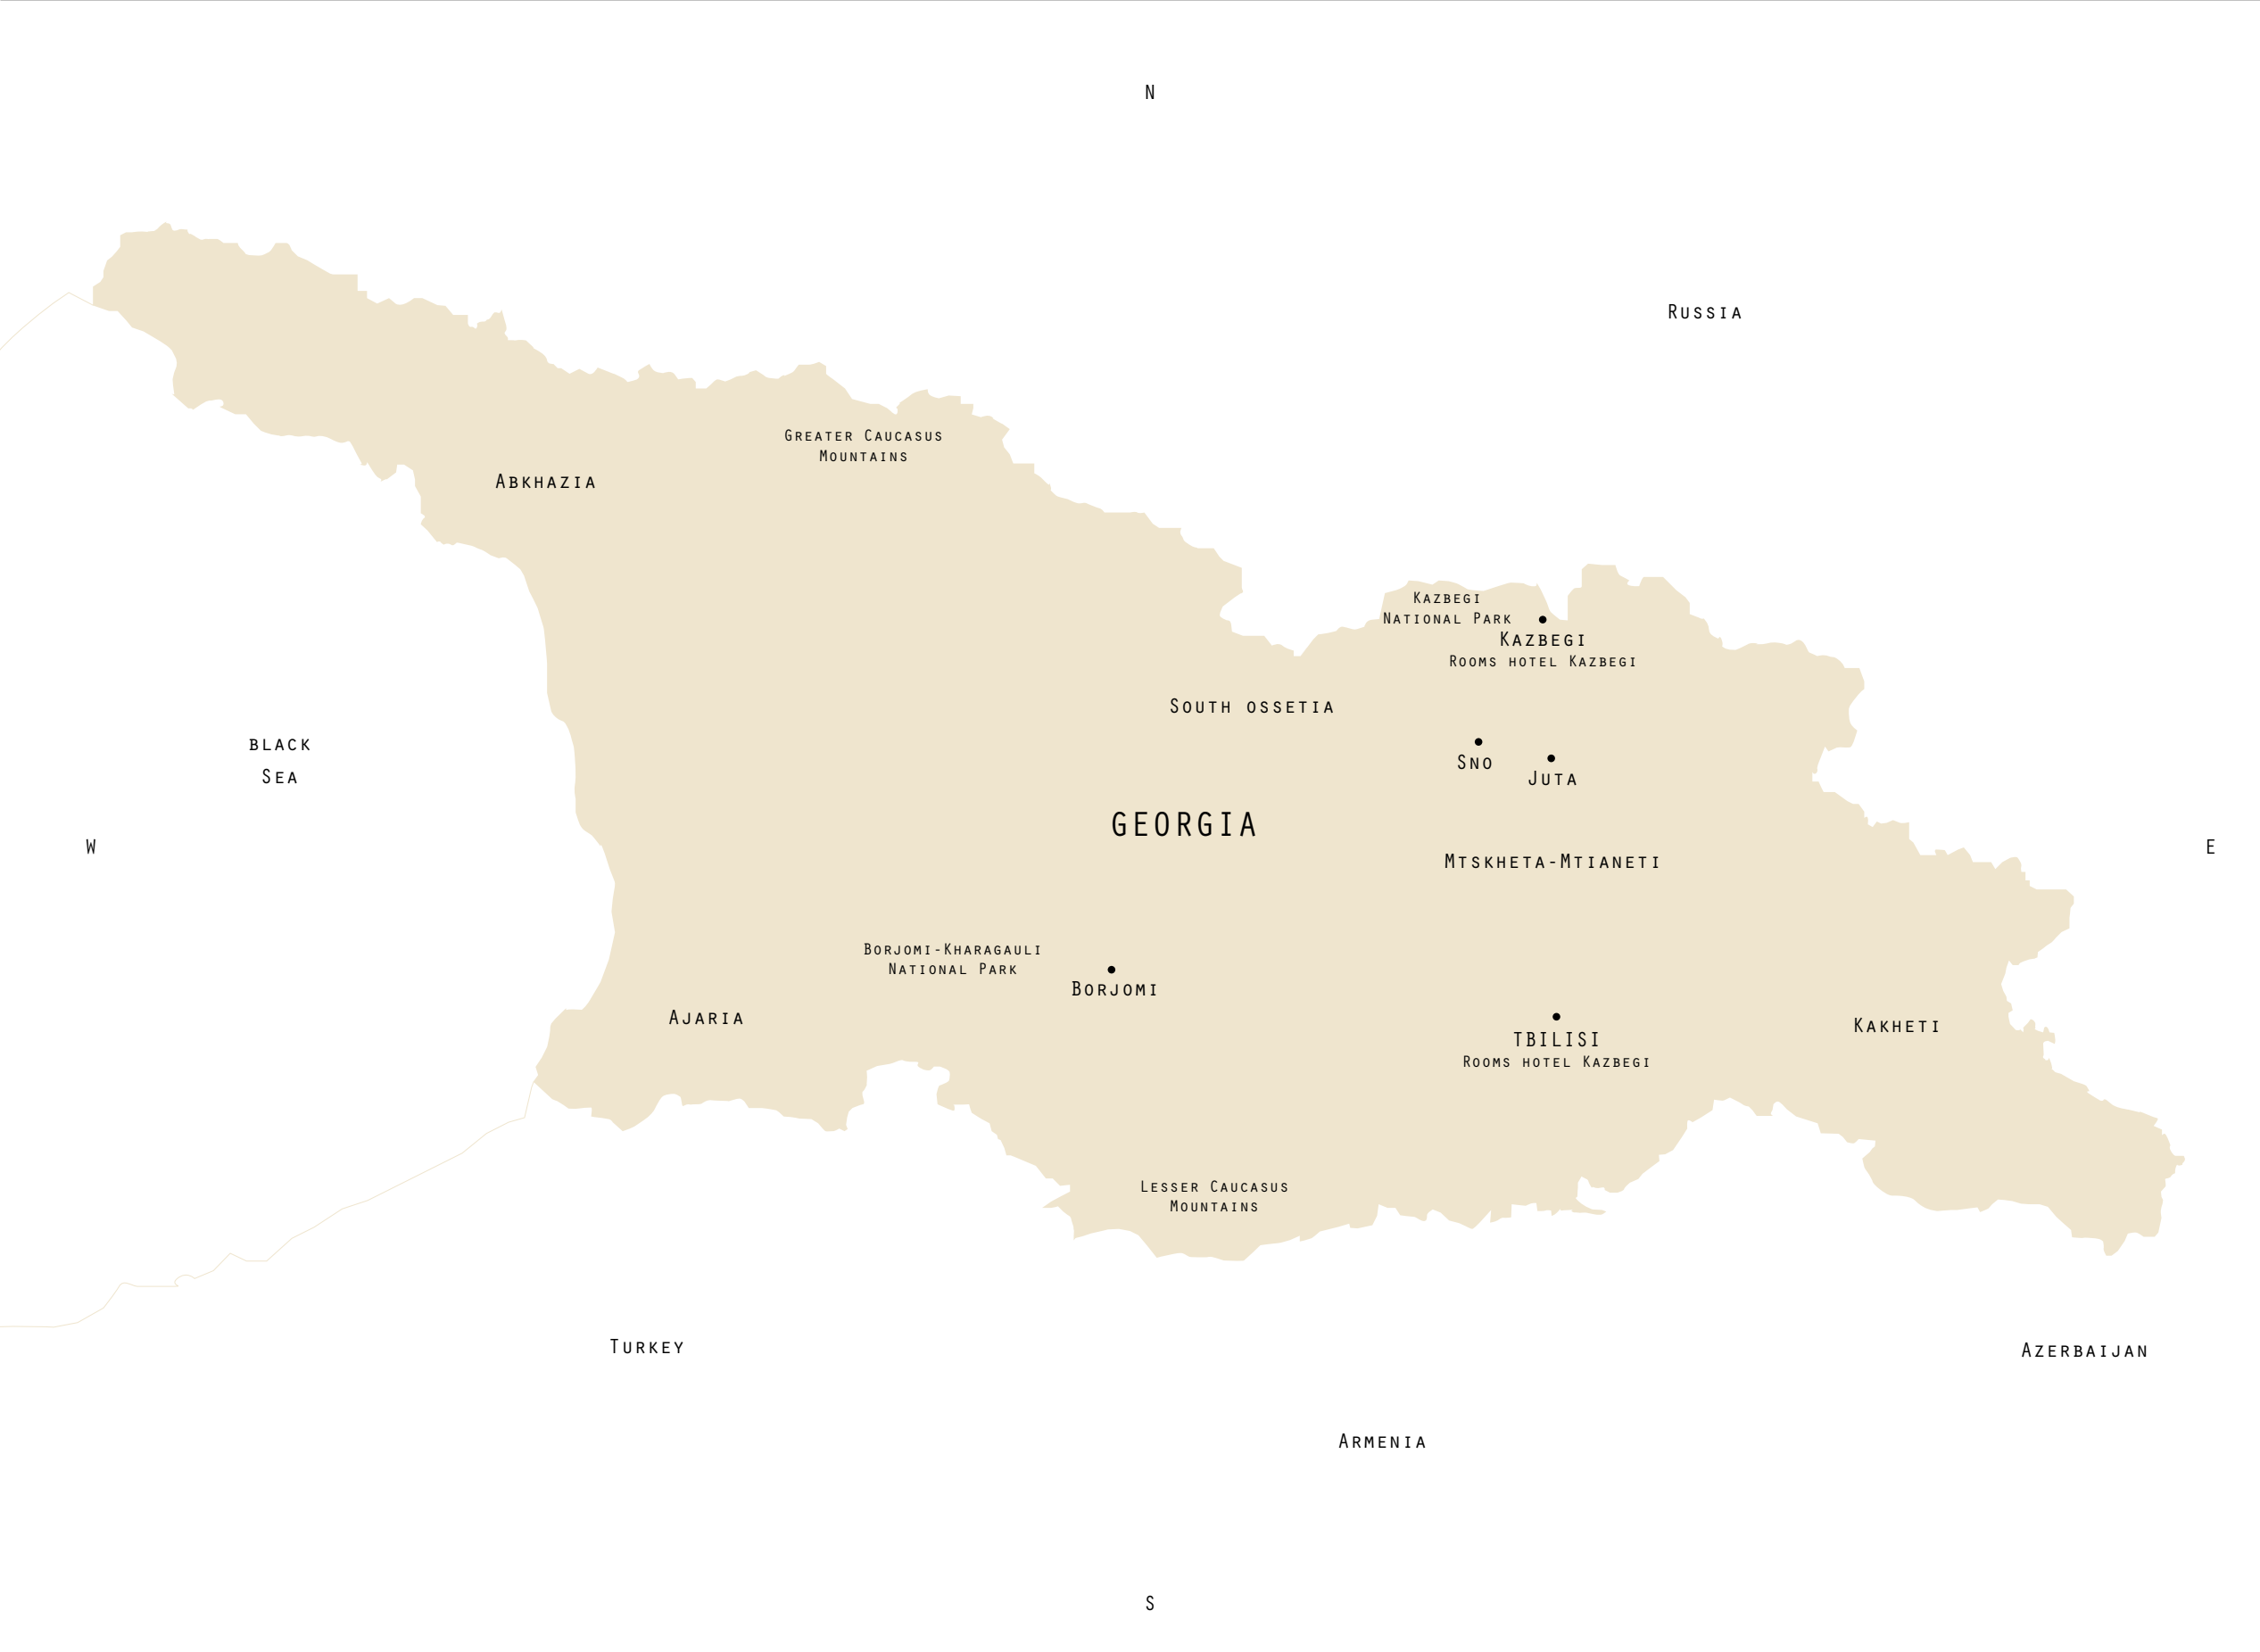 N
Russia
Greater Caucasus
Mountains
Abkhazia
Kazbegi
National Park
Kazbegi
Rooms hotel Kazbegi
South ossetia
black
Sea
Sno
Juta
GEORGIA
W
E
Mtskheta-Mtianeti
Borjomi-Kharagauli
National Park
Borjomi
Ajaria
Kakheti
TBILISI
Rooms hotel Kazbegi
Lesser Caucasus
Mountains
Turkey
Azerbaijan
Armenia
S